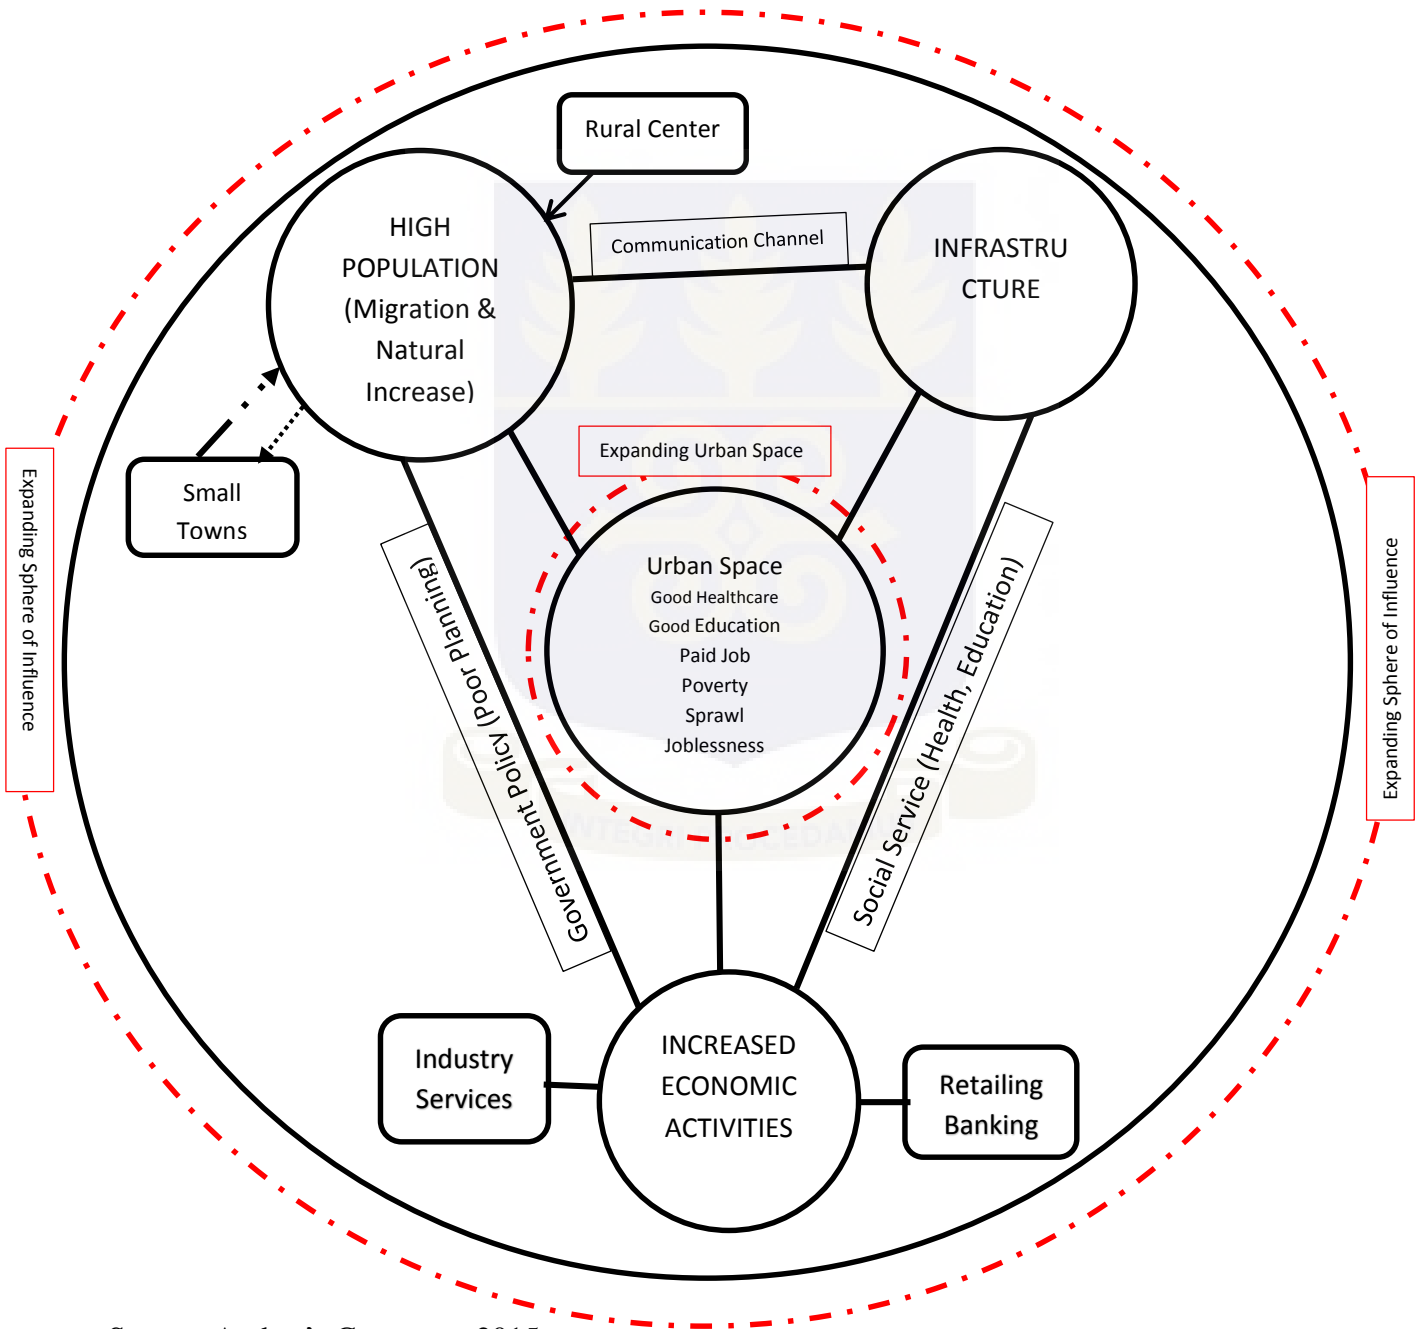 Rural Center
HIGH
POPULATION
(Migration &
Natural
Increase)
Communication Channel
INFRASTRU
CTURE
Expanding Urban Space
Small
Towns
Expanding Sphere of Influence
Expanding Sphere of Influence
Urban Space
Good Healthcare
Good Education
Paid Job
Poverty
Sprawl
Joblessness
Government Policy (Poor Planning)
Social Service (Health, Education)
INTEGRI PROCEDAMUS
INCREASED
ECONOMIC
ACTIVITIES
Industry
Services
Retailing
Banking